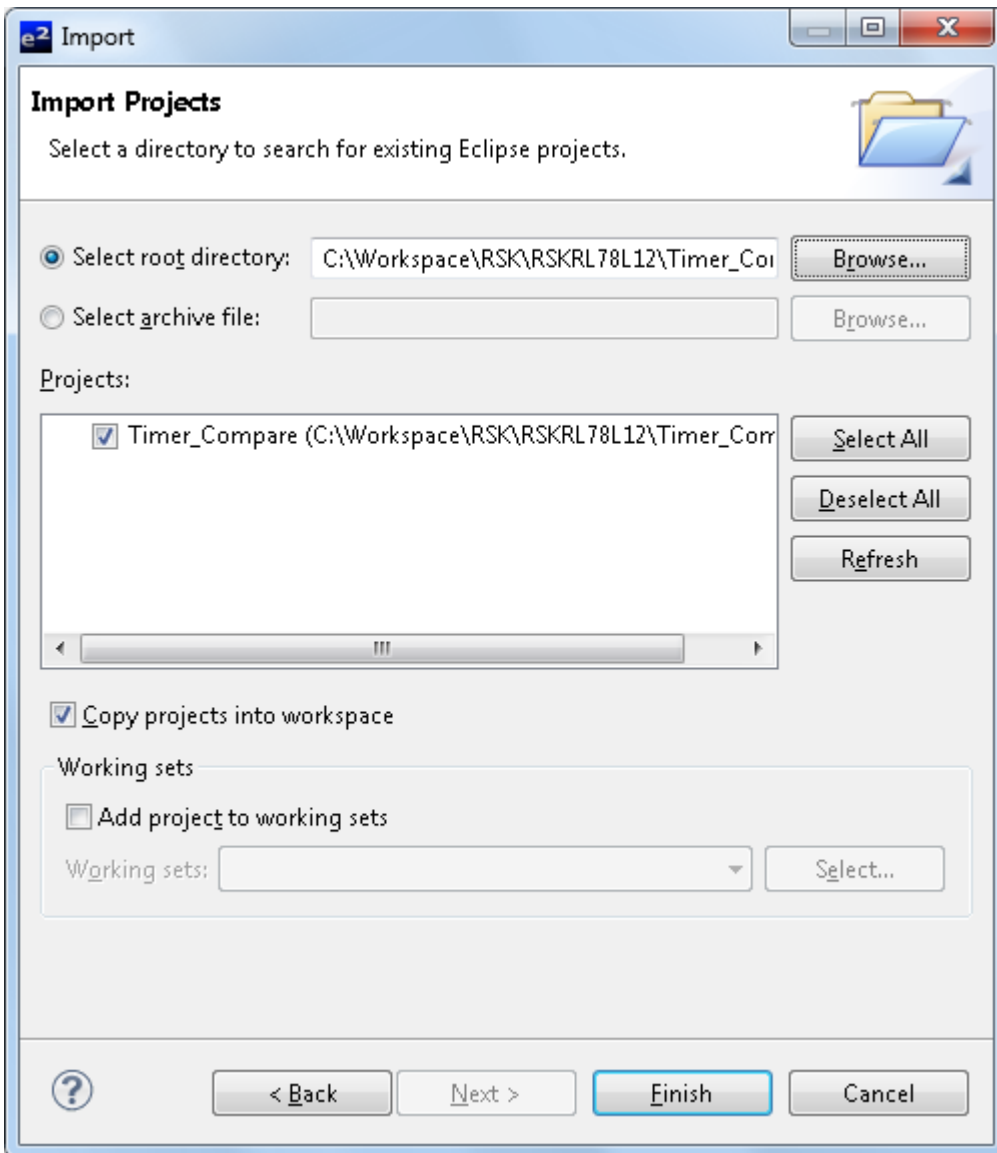 e² Import
Import Projects
Select a directory to search for existing Eclipse projects.
Select root directory: C:\Workspace\RSK\RSKRL78L12\Timer_Co Browse...
Select archive file: Browse...
Projects:
Timer_Compare (C:\Workspace\RSK\RSKRL78L12\Timer_Com
Select All
Deselect All
Refresh
Copy projects into workspace
Working sets
Add project to working sets
Working sets: Select...
? < Back Next > Finish Cancel